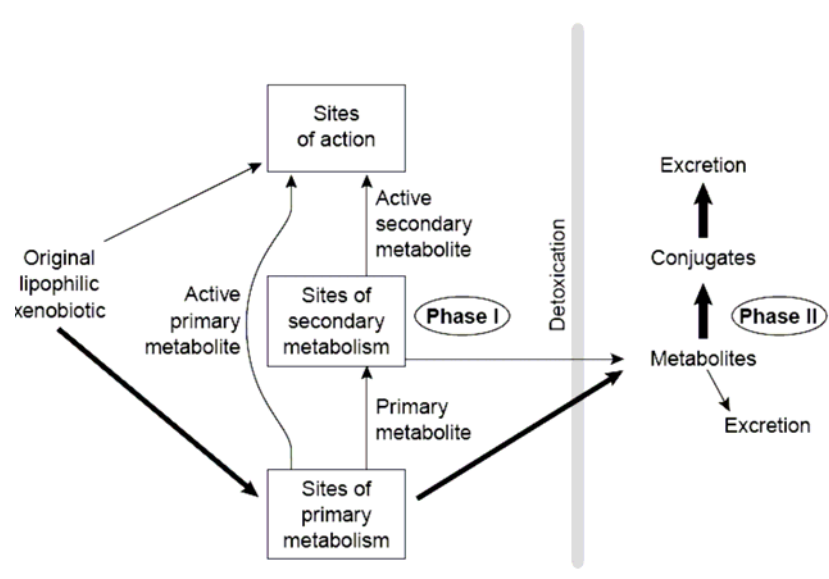 Sites
of action
Excretion
Active
secondary
metabolite
Original
lipophilic
xenobiotic
Detoxication
Conjugates
Active
primary
metabolite
Sites of
secondary
metabolism
Phase I
Phase II
Metabolites
Primary
metabolite
Excretion
Sites of
primary
metabolism